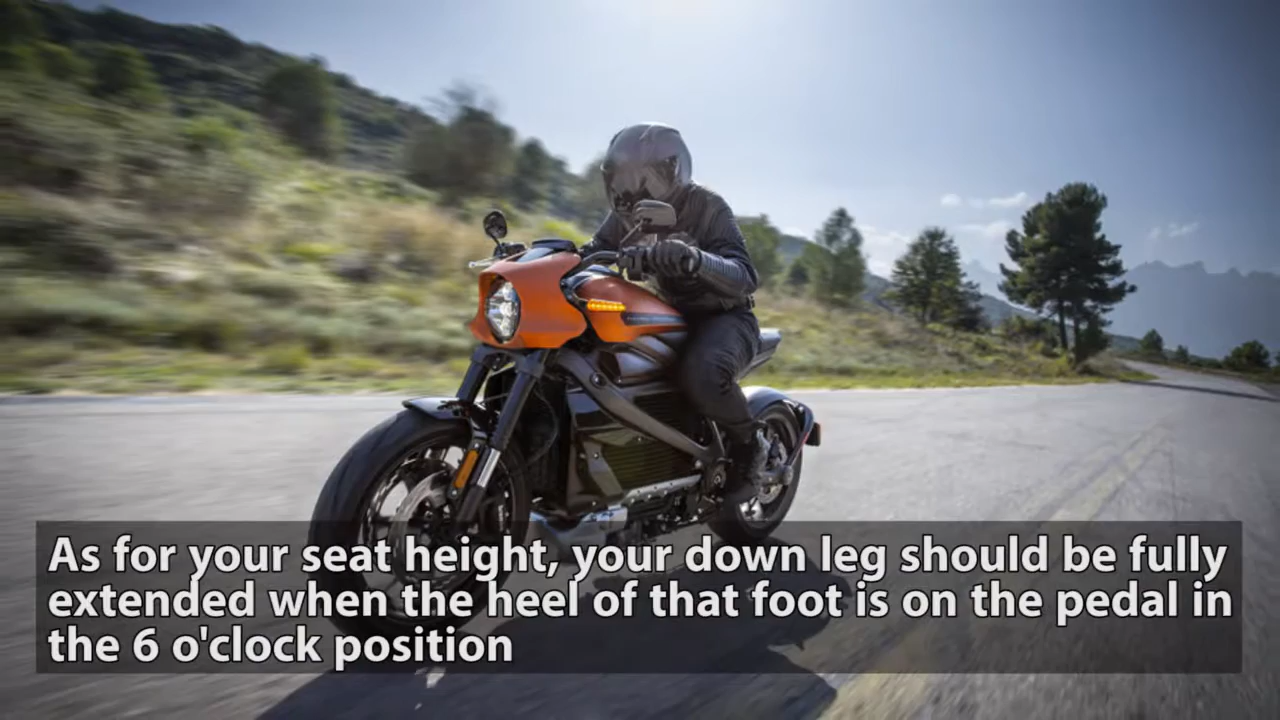 As for your seat height, your down leg should be fully
extended when the heel of that foot is on the pedal in
the 6 o'clock position